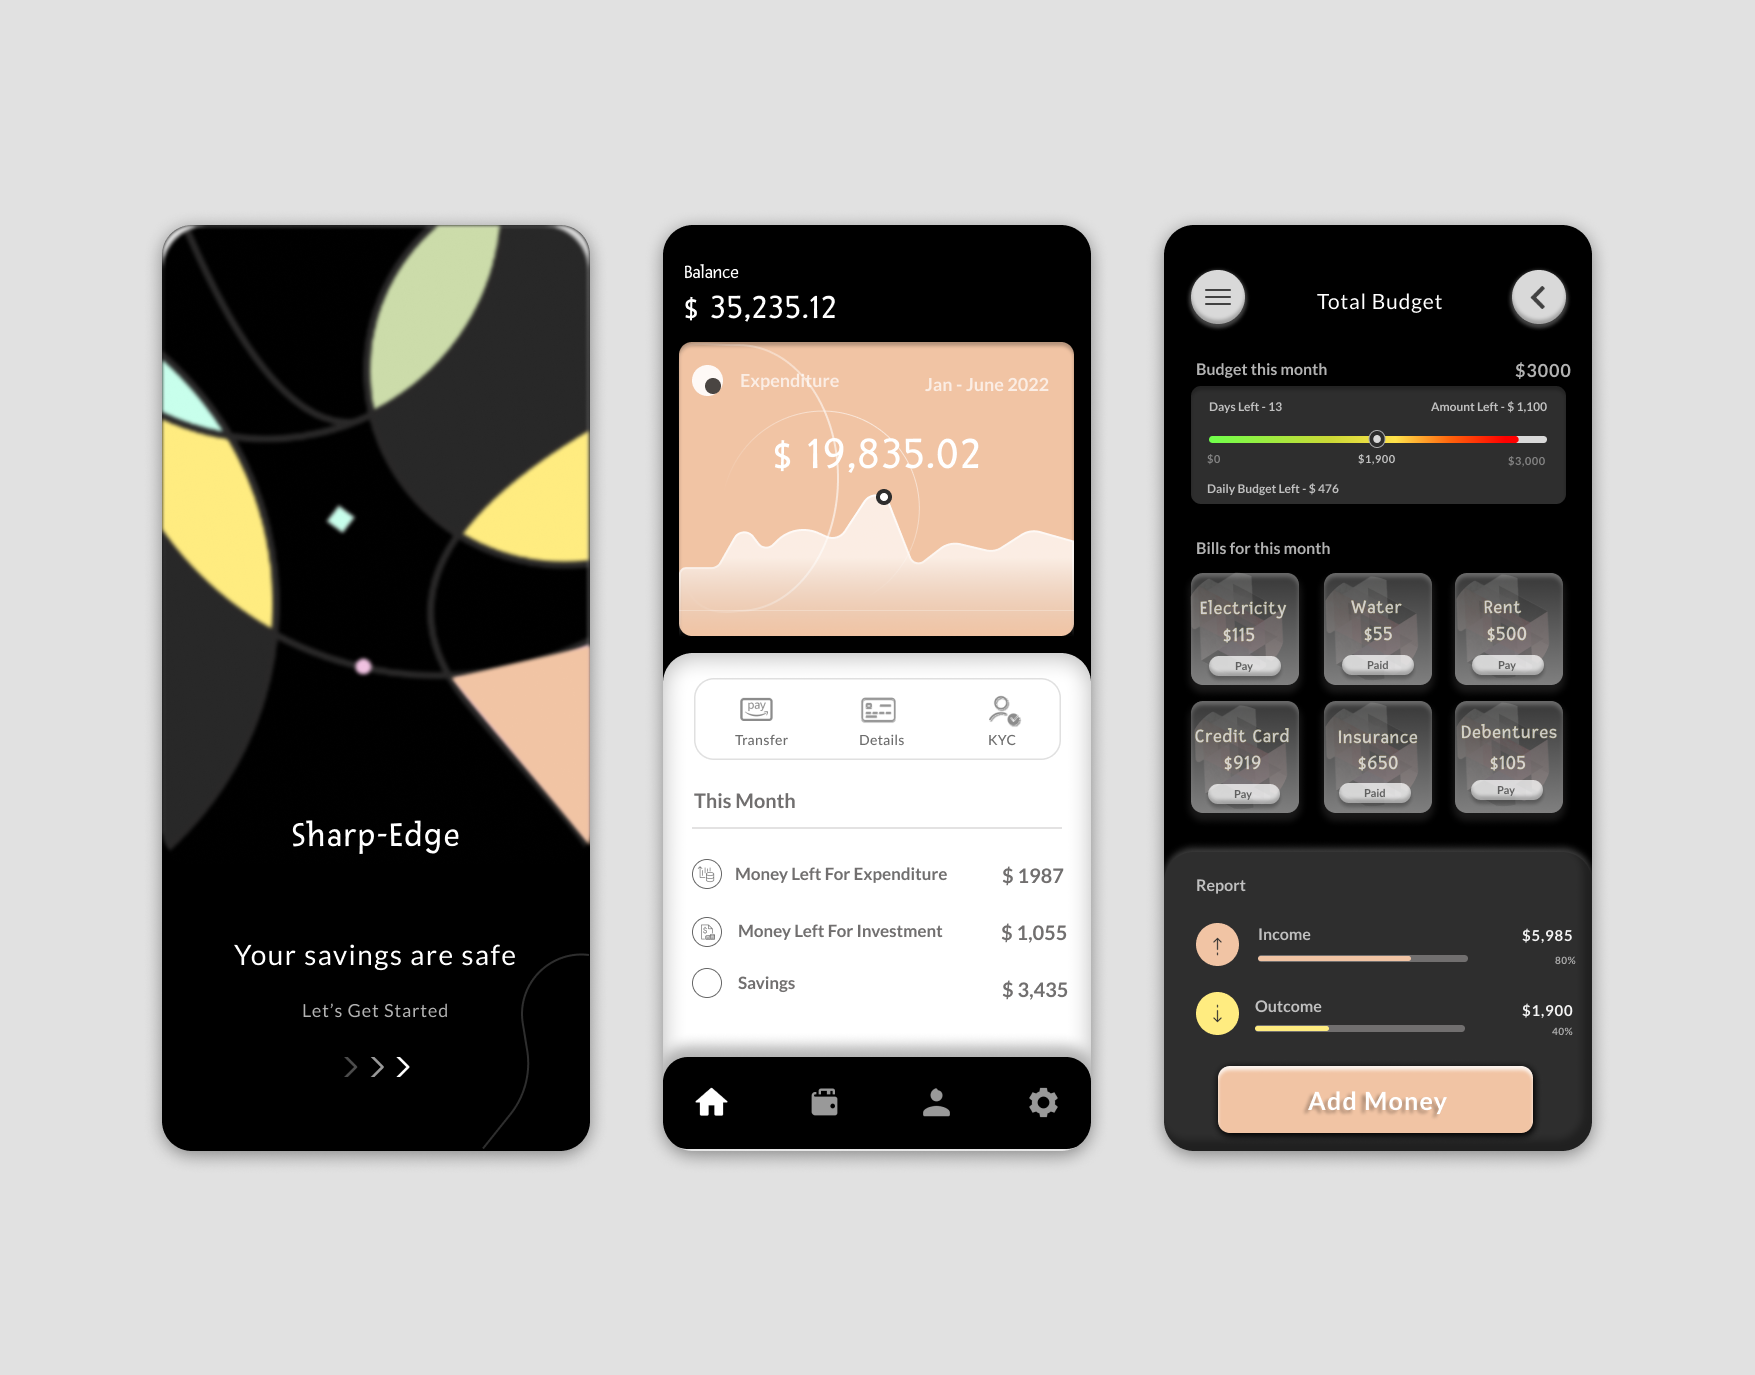 Sharp-Edge
Your savings are safe
Let's Get Started
Balance
$ 35,235.12
Expenditure
Jan - June 2022
$ 19,835.02
pay
Transfer
Details
KYC
This Month
Money Left For Expenditure
$ 1987
Money Left For Investment
$ 1,055
Savings
$ 3,435
Total Budget
Budget this month
$3000
Days Left - 13
Amount Left - $ 1,100
$0
$1,900
$3,000
Daily Budget Left - $ 476
Bills for this month
Electricity
$115
Pay
Water
$55
Paid
Rent
$500
Pay
Credit Card
$919
Pay
Insurance
$650
Paid
Debentures
$105
Pay
Report
Income
$5,985
80%
Outcome
$1,900
40%
Add Money